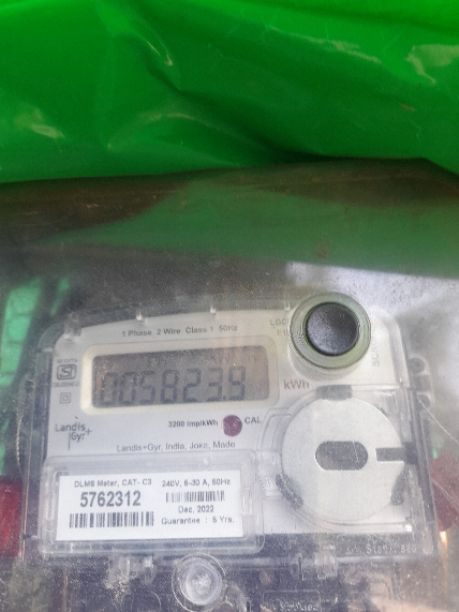 1 Phase 2 Wire Class 1 50Hz
005823.9
kWh
3200 imp/kWh CAL
Landis
Gyr+
Landis+Gyr, India, Joka, Made
DLMS Meter, CAT- C3
5762312
240V, 5-30 A, 50Hz
Dec, 2022
Guarantee : 5 Yrs.